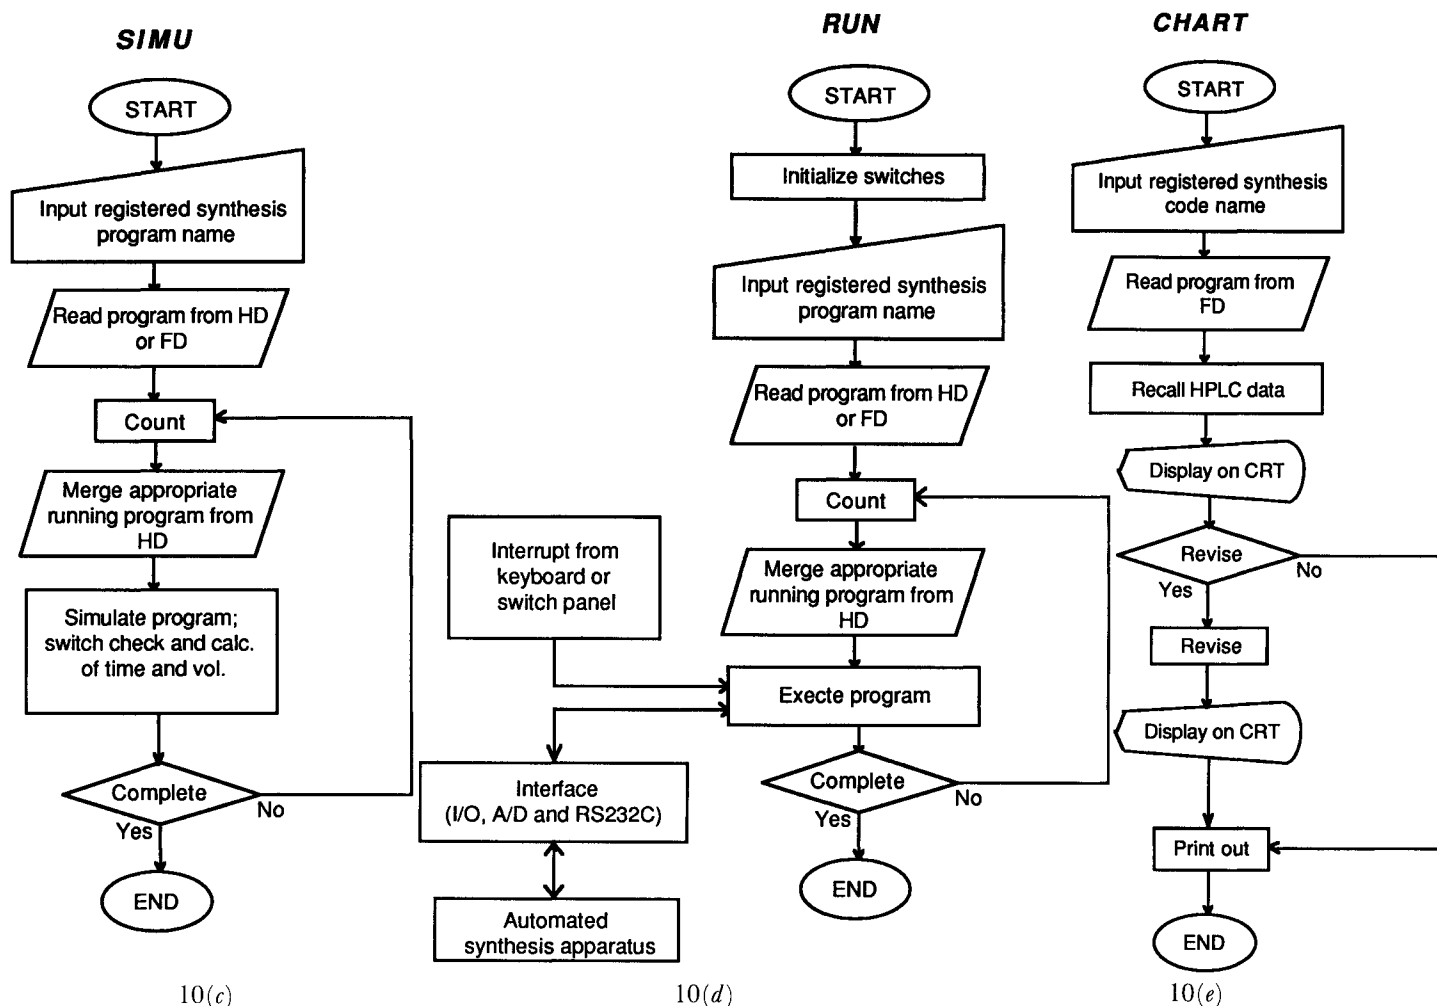 SIMU
START
Input registered synthesis
program name
Read program from HD
or FD
Count
Merge appropriate
running program from
HD
Simulate program;
switch check and calc.
of time and vol.
Complete
No
Yes
END
10(c)
RUN
START
Initialize switches
Input registered synthesis
program name
Read program from HD
or FD
Count
Merge appropriate
running program from
HD
Interrupt from
keyboard or
switch panel
Execte program
Interface
(I/O, A/D and RS232C)
Automated
synthesis apparatus
Complete
No
Yes
END
10(d)
CHART
START
Input registered synthesis
code name
Read program from
FD
Recall HPLC data
Display on CRT
Revise
No
Yes
Revise
Display on CRT
Print out
END
10(e)